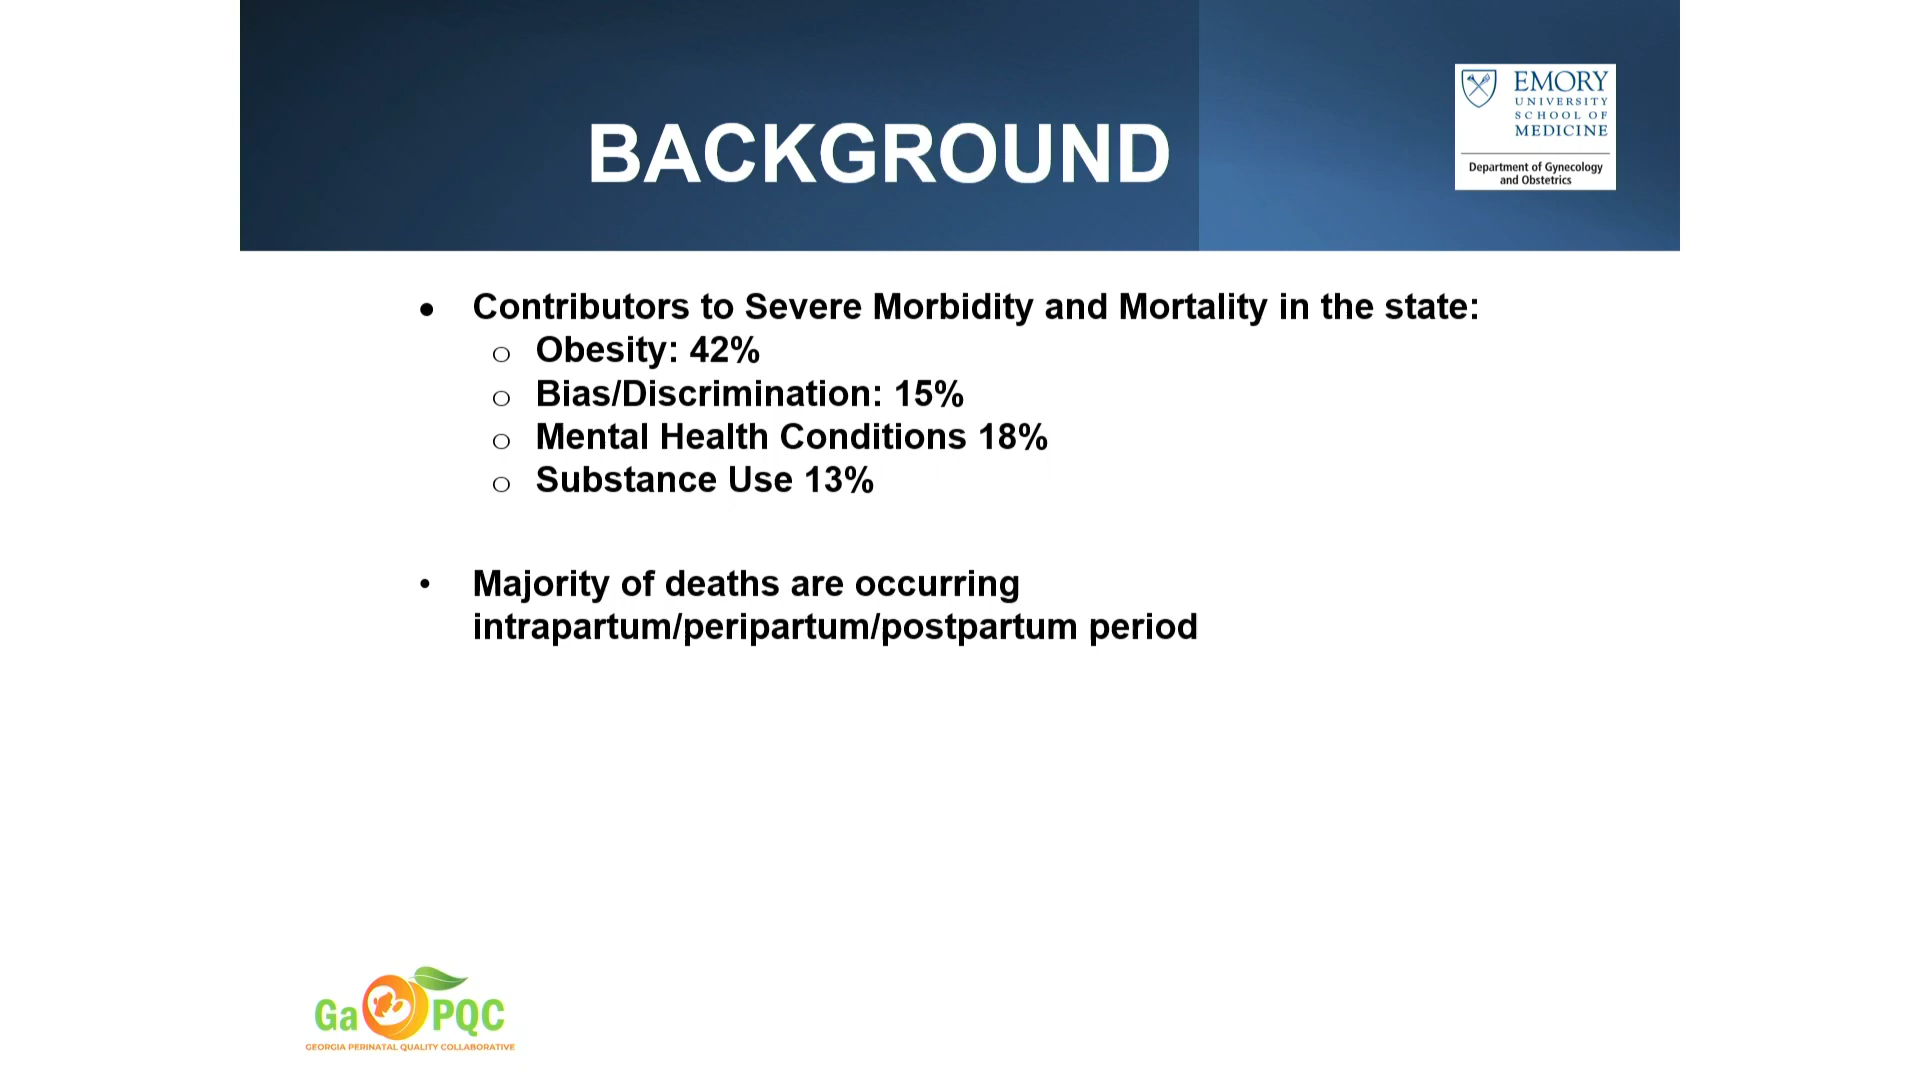 BACKGROUND
EMORY
UNIVERSITY
SCHOOL OF
MEDICINE
Department of Gynecology
and Obstetrics
• Contributors to Severe Morbidity and Mortality in the state:
o Obesity: 42%
o Bias/Discrimination: 15%
o Mental Health Conditions 18%
o Substance Use 13%
• Majority of deaths are occurring
intrapartum/peripartum/postpartum period
Ga PQC
GEORGIA PERINATAL QUALITY COLLABORATIVE